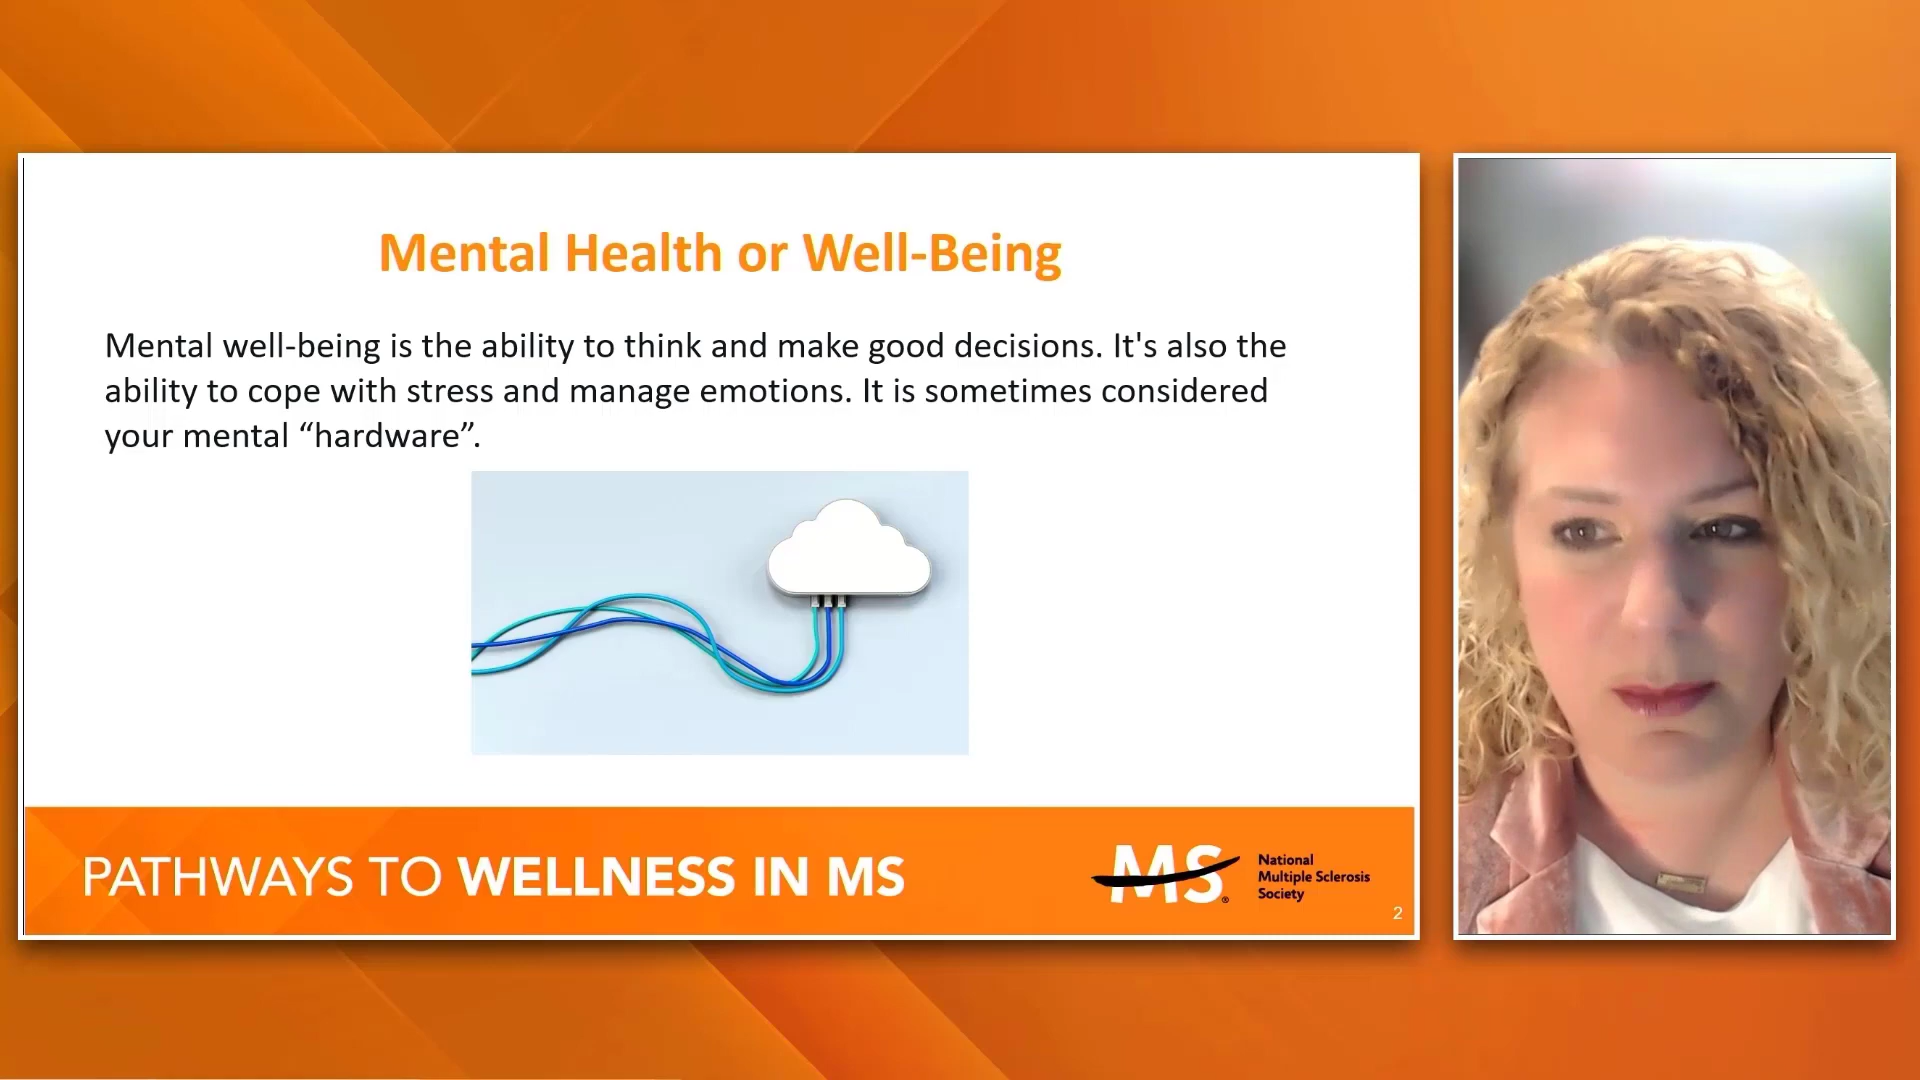 Mental Health or Well-Being
Mental well-being is the ability to think and make good decisions. It's also the
ability to cope with stress and manage emotions. It is sometimes considered
your mental “hardware”.
PATHWAYS TO WELLNESS IN MS
MS®
National
Multiple Sclerosis
Society
2